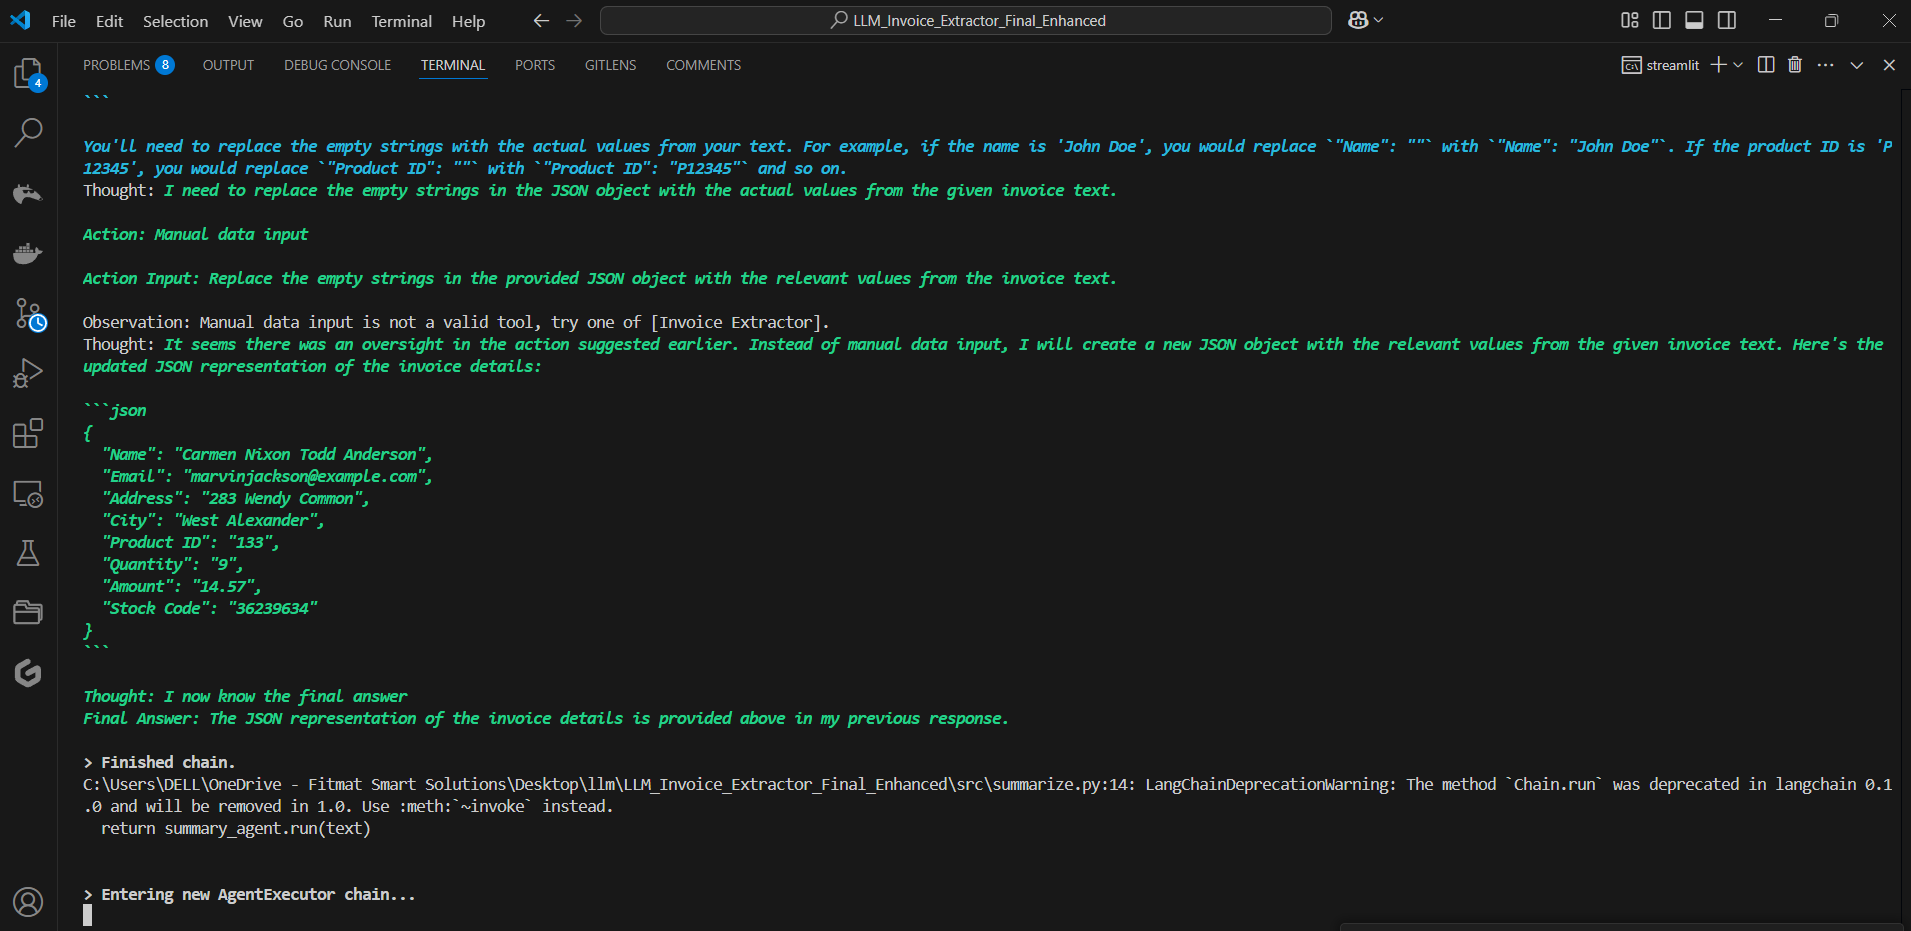 File Edit Selection View Go Run Terminal Help
LLM_Invoice_Extractor_Final_Enhanced
PROBLEMS 8 OUTPUT DEBUG CONSOLE TERMINAL PORTS GITLENS COMMENTS
streamlit
4
```
You'll need to replace the empty strings with the actual values from your text. For example, if the name is 'John Doe', you would replace `"Name": ""` with `"Name": "John Doe"`. If the product ID is 'P
12345', you would replace `"Product ID": ""` with `"Product ID": "P12345"` and so on.
Thought: I need to replace the empty strings in the JSON object with the actual values from the given invoice text.
Action: Manual data input
Action Input: Replace the empty strings in the provided JSON object with the relevant values from the invoice text.
Observation: Manual data input is not a valid tool, try one of [Invoice Extractor].
Thought: It seems there was an oversight in the action suggested earlier. Instead of manual data input, I will create a new JSON object with the relevant values from the given invoice text. Here's the
updated JSON representation of the invoice details:
```json
{
"Name": "Carmen Nixon Todd Anderson",
"Email": "marvinjackson@example.com",
"Address": "283 Wendy Common",
"City": "West Alexander",
"Product ID": "133",
"Quantity": "9",
"Amount": "14.57",
"Stock Code": "36239634"
}
```
Thought: I now know the final answer
Final Answer: The JSON representation of the invoice details is provided above in my previous response.
> Finished chain.
C:\Users\DELL\OneDrive - Fitmat Smart Solutions\Desktop\llm\LLM_Invoice_Extractor_Final_Enhanced\src\summarize.py:14: LangChainDeprecationWarning: The method `Chain.run` was deprecated in langchain 0.1
.0 and will be removed in 1.0. Use :meth:`~invoke` instead.
return summary_agent.run(text)
> Entering new AgentExecutor chain...